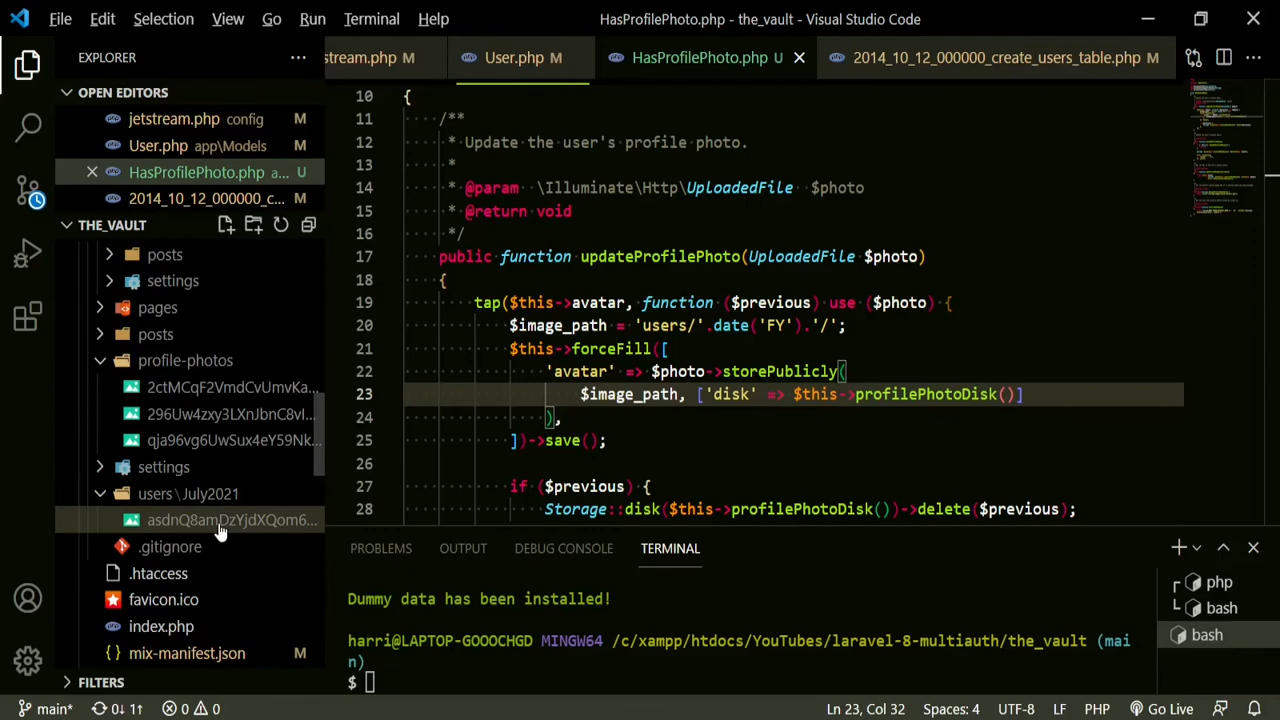 File Edit Selection View Go Run Terminal Help HasProfilePhoto.php - the_vault - Visual Studio Code
EXPLORER
stream.php M User.php M HasProfilePhoto.php U 2014_10_12_000000_create_users_table.php M
OPEN EDITORS
jetstream.php config M
User.php app\Models M
HasProfilePhoto.php a... U
2014_10_12_000000_c... M
THE_VAULT
posts
settings
pages
posts
profile-photos
2ctMCqF2VmdCvUmvKa...
296Uw4zxy3LXnJbnC8vI...
qja96vg6UwSux4eY59Nk...
settings
users\July2021
asdnQ8amDzYjdXQom6...
.gitignore
.htaccess
favicon.ico
index.php
mix-manifest.json M
FILTERS
10 {
11 /**
12 * Update the user's profile photo.
13 *
14 * @param \Illuminate\Http\UploadedFile $photo
15 * @return void
16 */
17 public function updateProfilePhoto(UploadedFile $photo)
18 {
19 tap($this->avatar, function ($previous) use ($photo) {
20 $image_path = 'users/'.date('FY').'/';
21 $this->forceFill([
22 'avatar' => $photo->storePublicly(
23 $image_path, ['disk' => $this->profilePhotoDisk()]
24 ),
25 ])->save();
26
27 if ($previous) {
28 Storage::disk($this->profilePhotoDisk())->delete($previous);
PROBLEMS OUTPUT DEBUG CONSOLE TERMINAL
Dummy data has been installed!
harri@LAPTOP-GOOOCHGD MINGW64 /c/xampp/htdocs/YouTubes/laravel-8-multiauth/the_vault (mai
n)
$
php
bash
bash
main* 0↓ 1↑ 0 0 Ln 23, Col 32 Spaces: 4 UTF-8 LF PHP Go Live